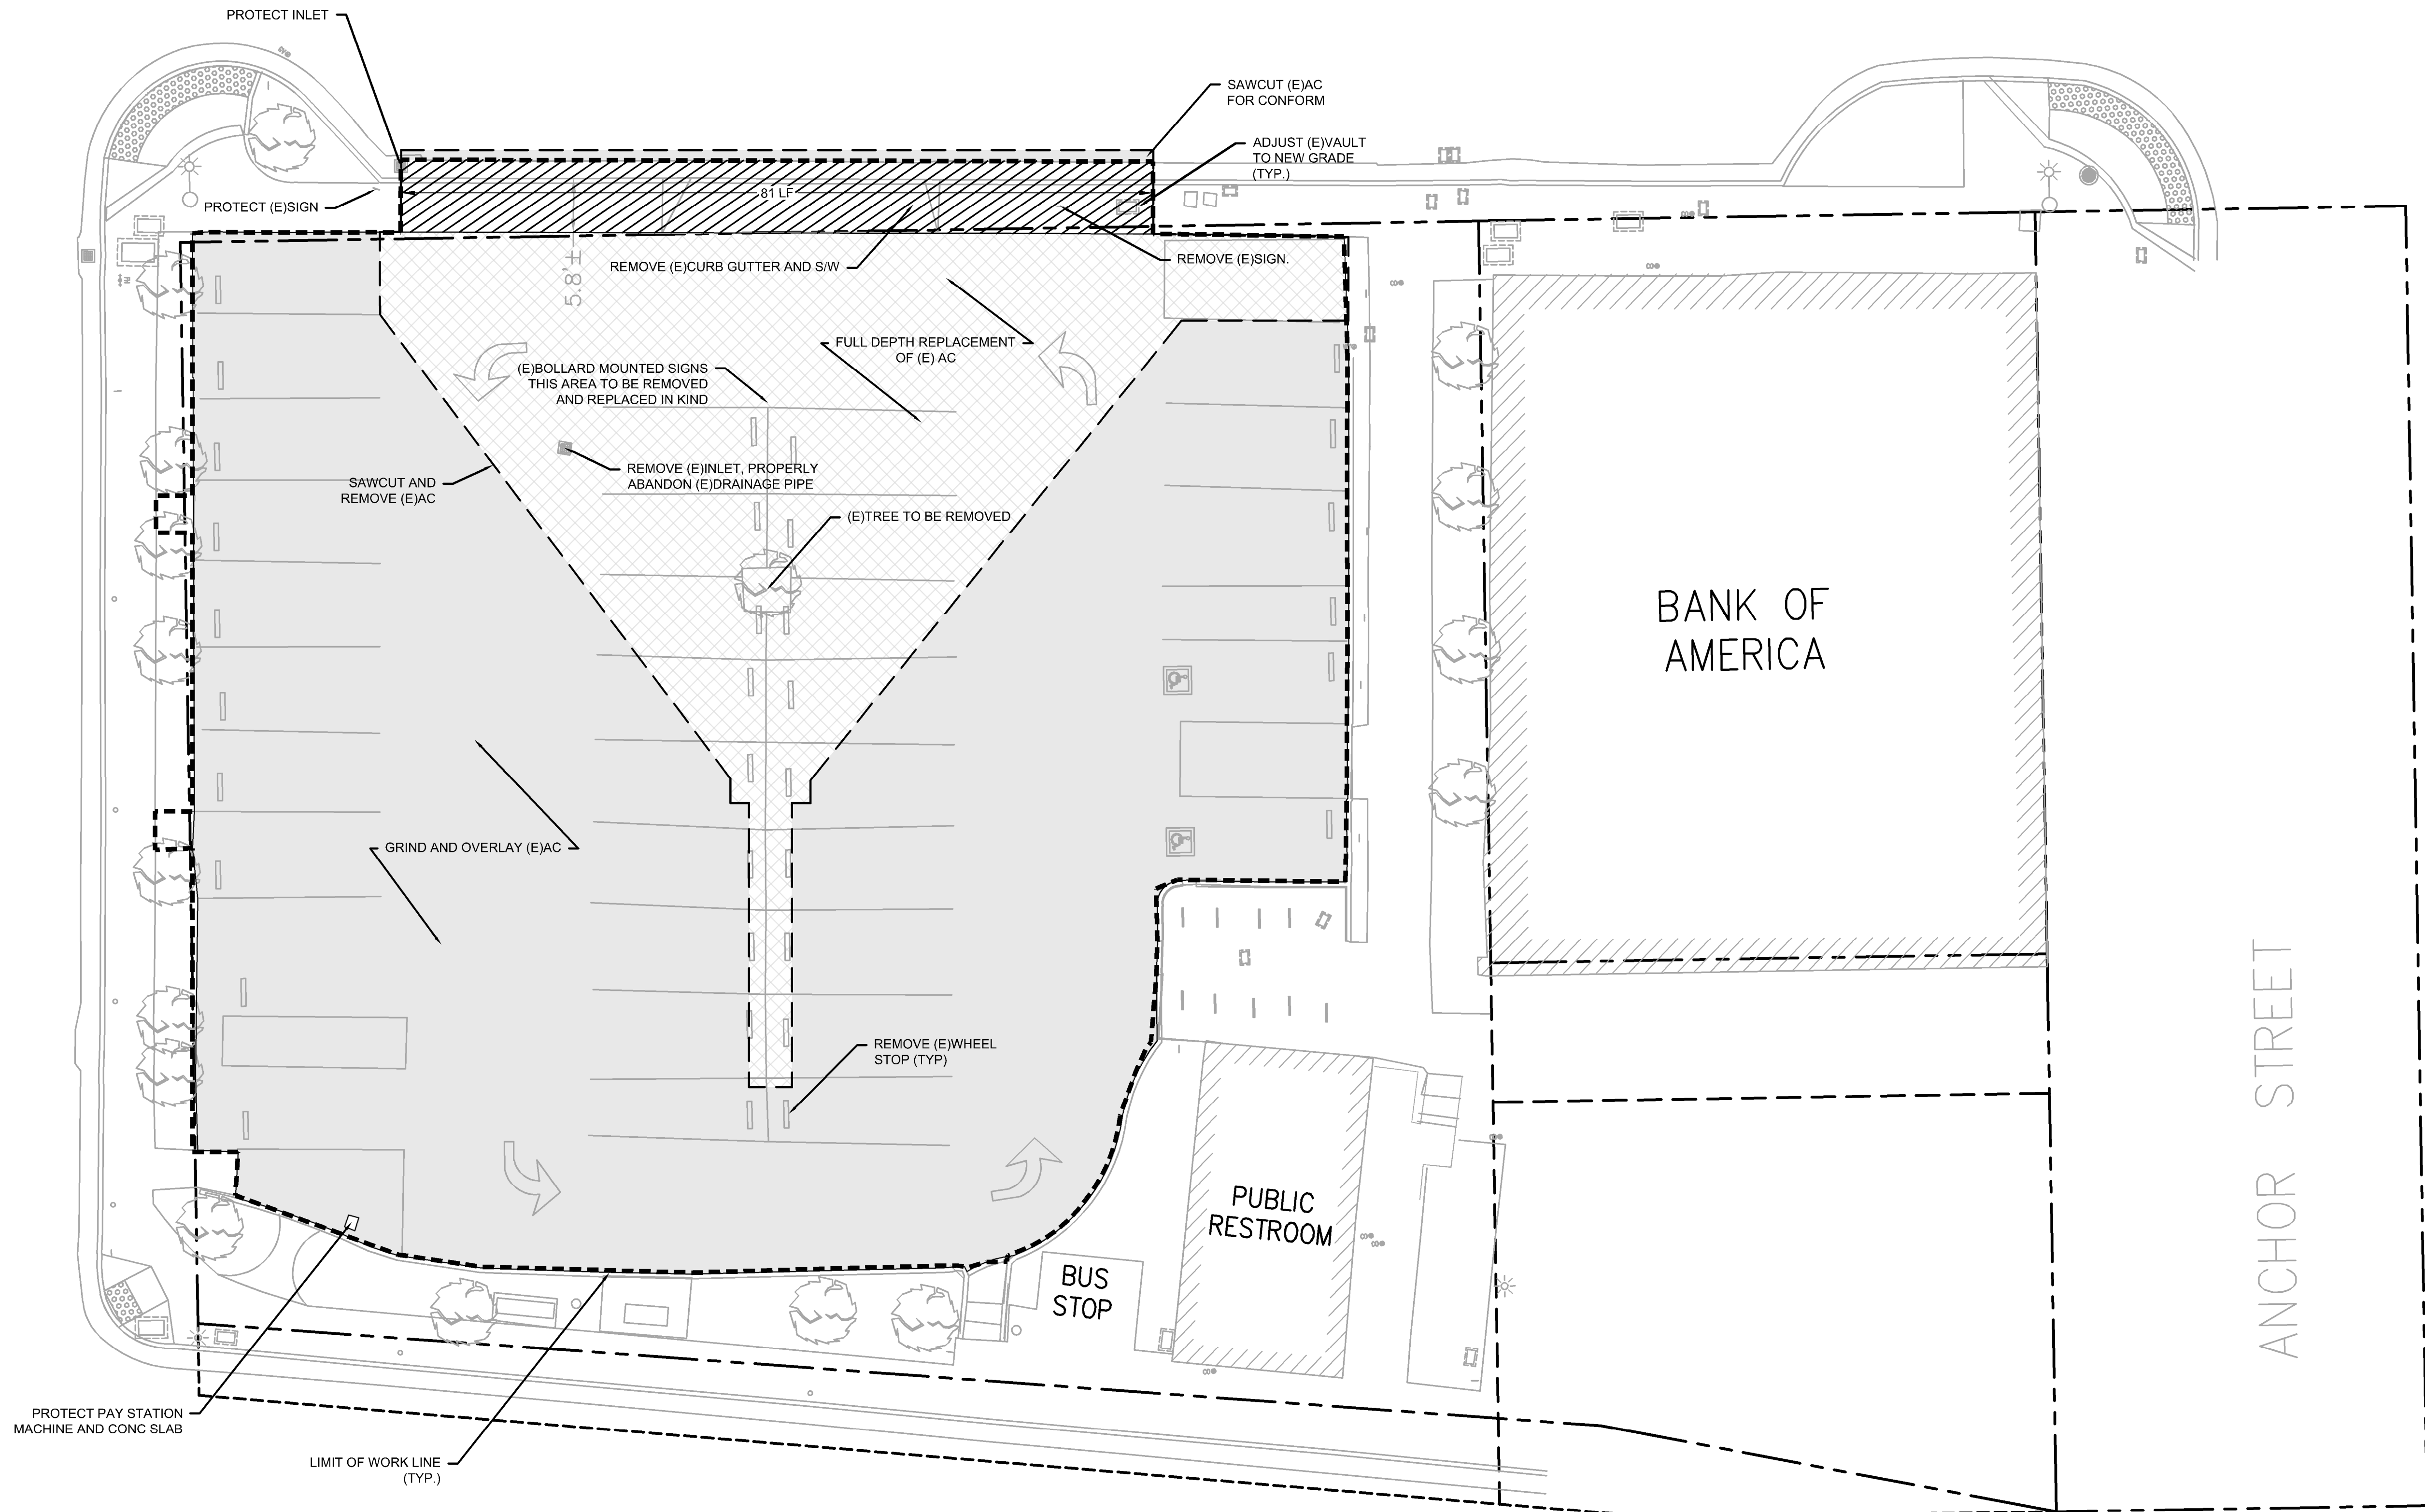 PROTECT INLET
SAWCUT (E)AC
FOR CONFORM
ADJUST (E)VAULT
TO NEW GRADE
(TYP.)
81 LF
PROTECT (E)SIGN
REMOVE (E)CURB GUTTER AND S/W
REMOVE (E)SIGN.
5.8'±
FULL DEPTH REPLACEMENT
OF (E) AC
(E)BOLLARD MOUNTED SIGNS
THIS AREA TO BE REMOVED
AND REPLACED IN KIND
REMOVE (E)INLET, PROPERLY
ABANDON (E)DRAINAGE PIPE
SAWCUT AND
REMOVE (E)AC
(E)TREE TO BE REMOVED
BANK OF
AMERICA
GRIND AND OVERLAY (E)AC
REMOVE (E)WHEEL
STOP (TYP)
ANCHOR STREET
PUBLIC
RESTROOM
BUS
STOP
PROTECT PAY STATION
MACHINE AND CONC SLAB
LIMIT OF WORK LINE
(TYP.)